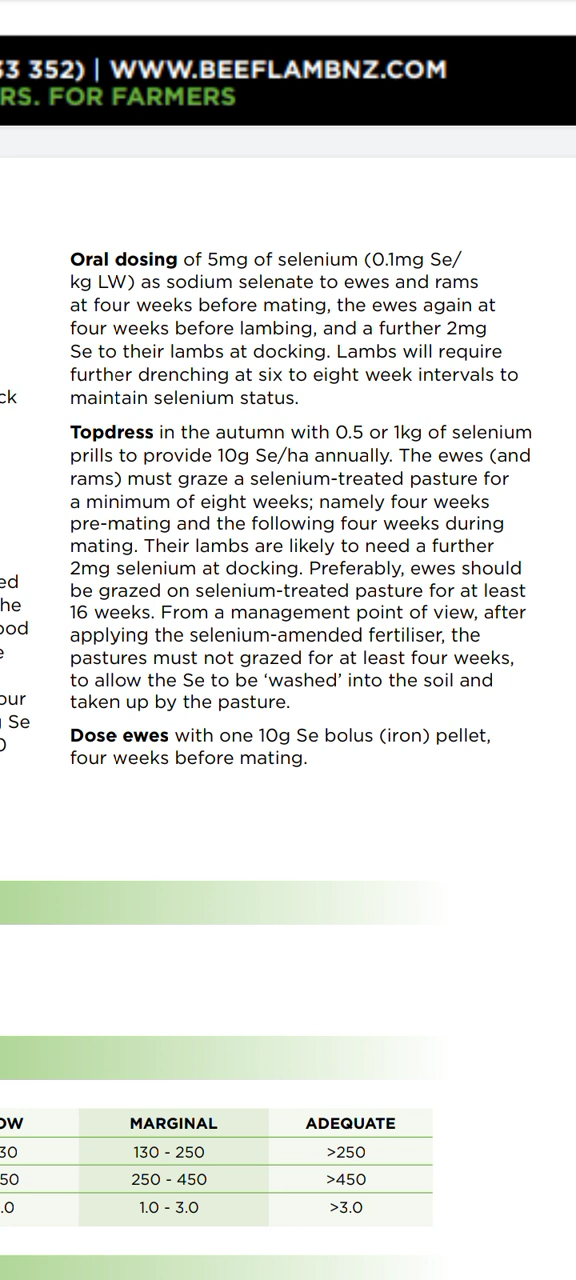 33 352) | WWW.BEEFLAMBNZ.COM
RS. FOR FARMERS
ck
ed
he
ood
e
our
Se
0
Oral dosing of 5mg of selenium (0.1mg Se/
kg LW) as sodium selenate to ewes and rams
at four weeks before mating, the ewes again at
four weeks before lambing, and a further 2mg
Se to their lambs at docking. Lambs will require
further drenching at six to eight week intervals to
maintain selenium status.
Topdress in the autumn with 0.5 or 1kg of selenium
prills to provide 10g Se/ha annually. The ewes (and
rams) must graze a selenium-treated pasture for
a minimum of eight weeks; namely four weeks
pre-mating and the following four weeks during
mating. Their lambs are likely to need a further
2mg selenium at docking. Preferably, ewes should
be grazed on selenium-treated pasture for at least
16 weeks. From a management point of view, after
applying the selenium-amended fertiliser, the
pastures must not grazed for at least four weeks,
to allow the Se to be ‘washed’ into the soil and
taken up by the pasture.
Dose ewes with one 10g Se bolus (iron) pellet,
four weeks before mating.
OW MARGINAL ADEQUATE
30 130 - 250 >250
50 250 - 450 >450
.0 1.0 - 3.0 >3.0